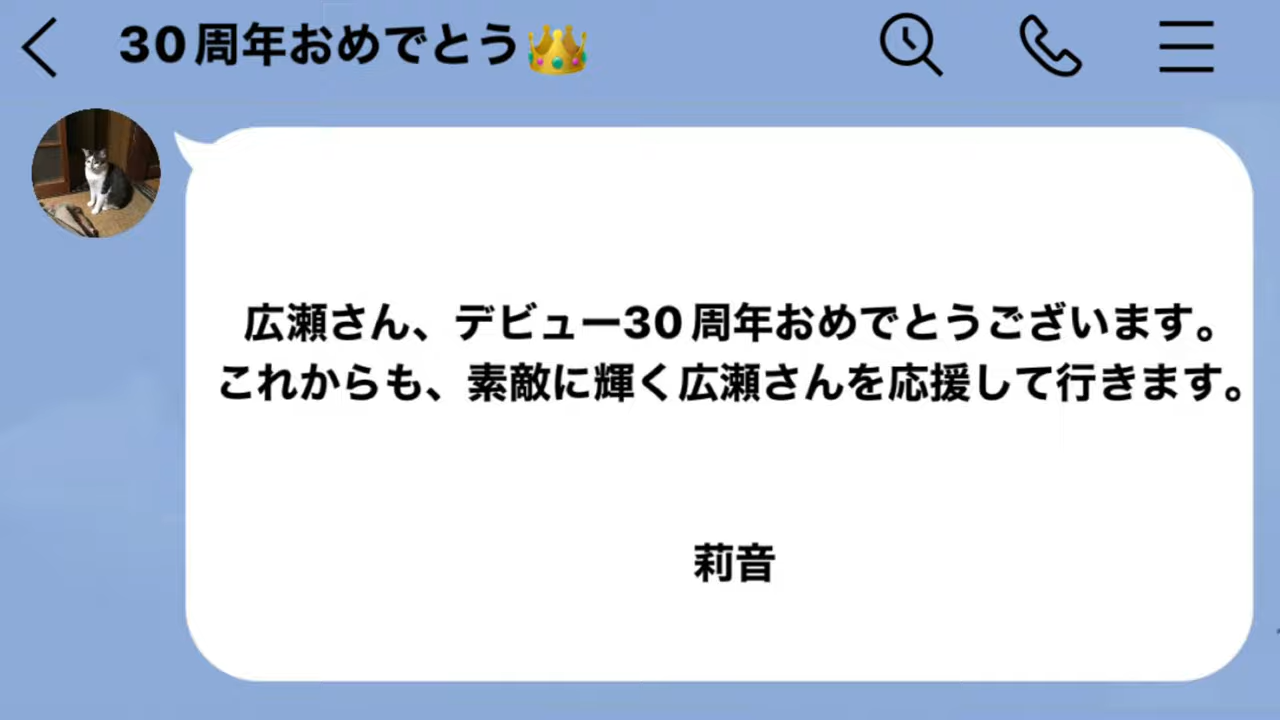 30周年おめでとう👑
広瀬さん、デビュー30周年おめでとうございます。
これからも、素敵に輝く広瀬さんを応援して行きます。
莉音